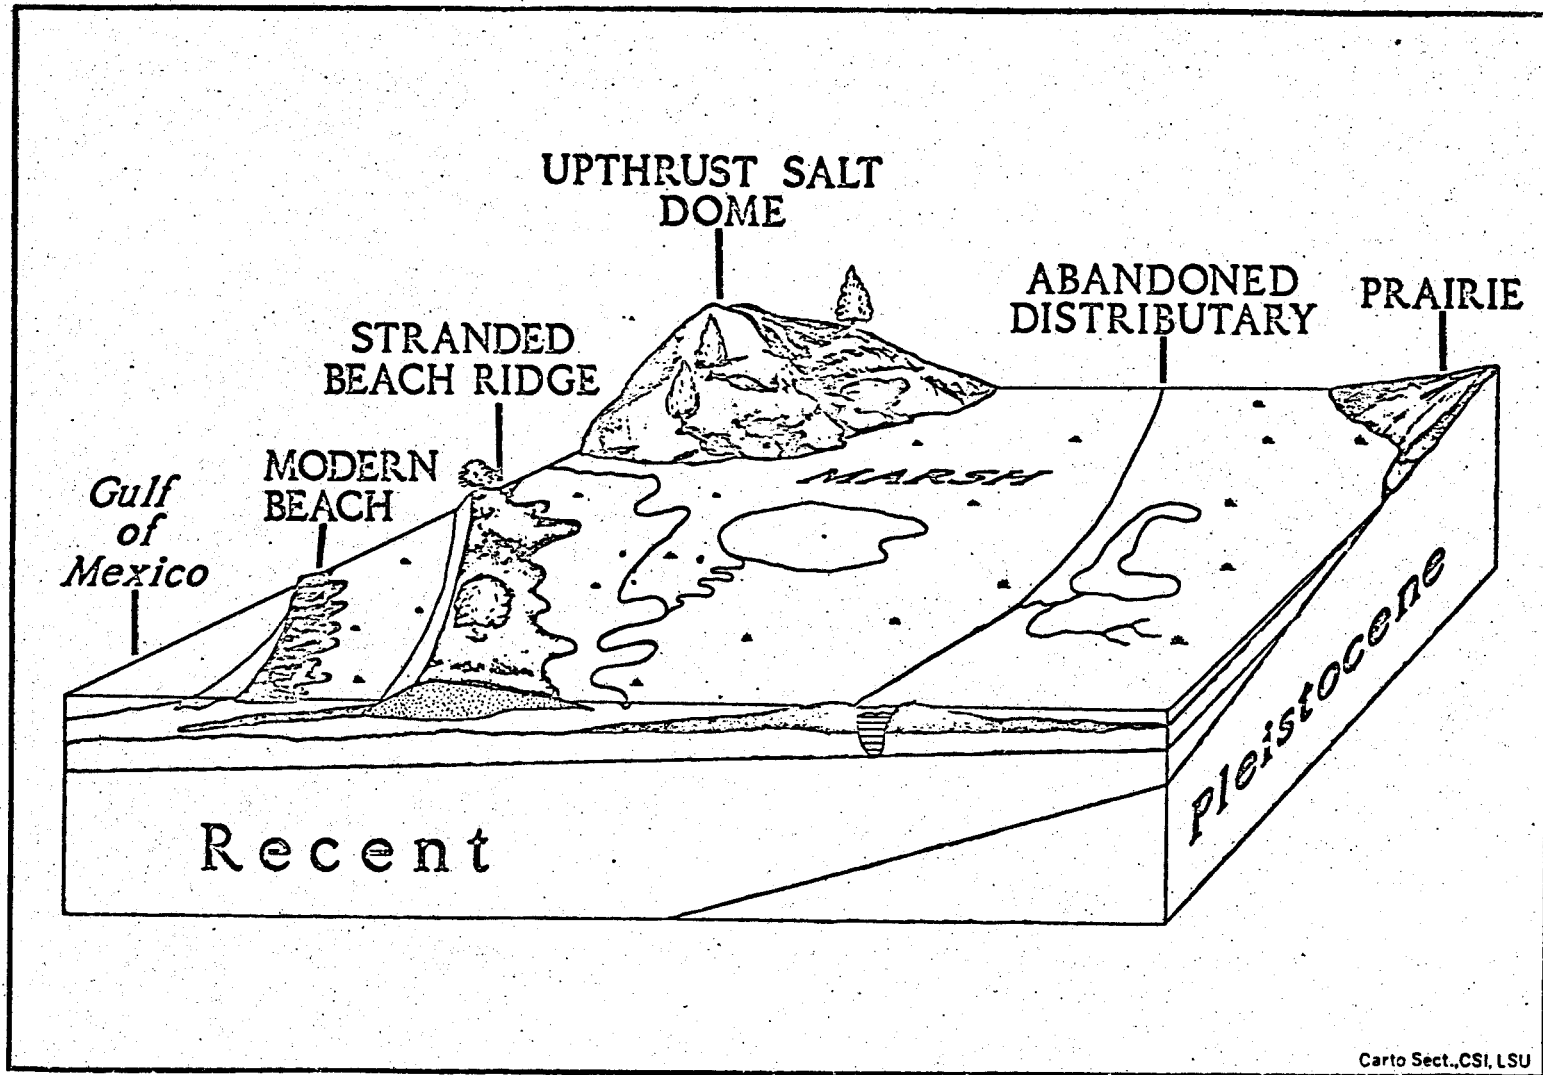 UPTHRUST SALT
DOME
ABANDONED
DISTRIBUTARY
PRAIRIE
STRANDED
BEACH RIDGE
MODERN
BEACH
Gulf
of
Mexico
MARSH
Pleistocene
Recent
Carto Sect.,CSI, LSU